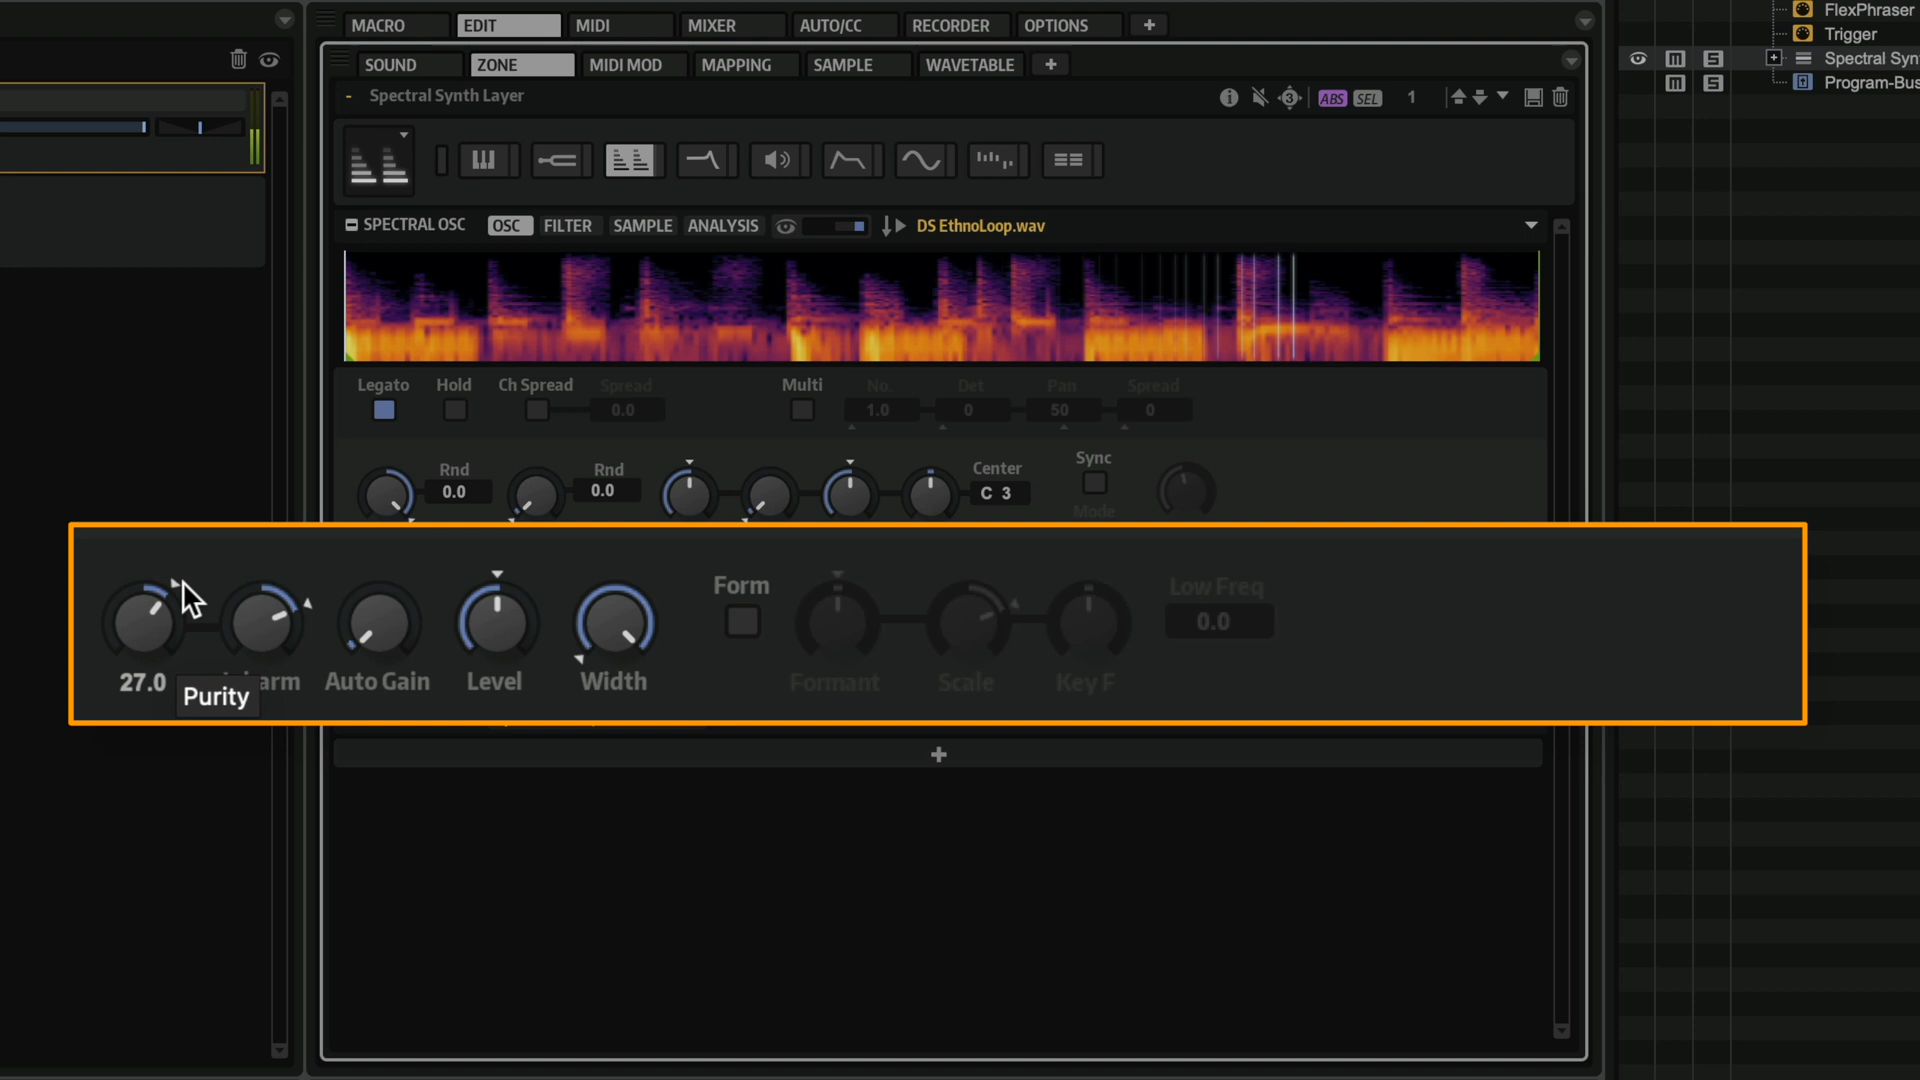 MACRO EDIT MIDI MIXER AUTO/CC RECORDER OPTIONS +
FlexPhraser
Trigger
Spectral Syn
Program-Bus
SOUND ZONE MIDI MOD MAPPING SAMPLE WAVETABLE +
- Spectral Synth Layer
3 ABS SEL 1
M S
M S
SPECTRAL OSC OSC FILTER SAMPLE ANALYSIS DS EthnoLoop.wav
Legato Hold Ch Spread Spread Multi No. Det Pan Spread
0.0 1.0 0 50 0
Rnd Rnd Center Sync
0.0 0.0 C 3
Mode
Form Low Freq
0.0
27.0 arm Auto Gain Level Width Formant Scale Key F
Purity
+